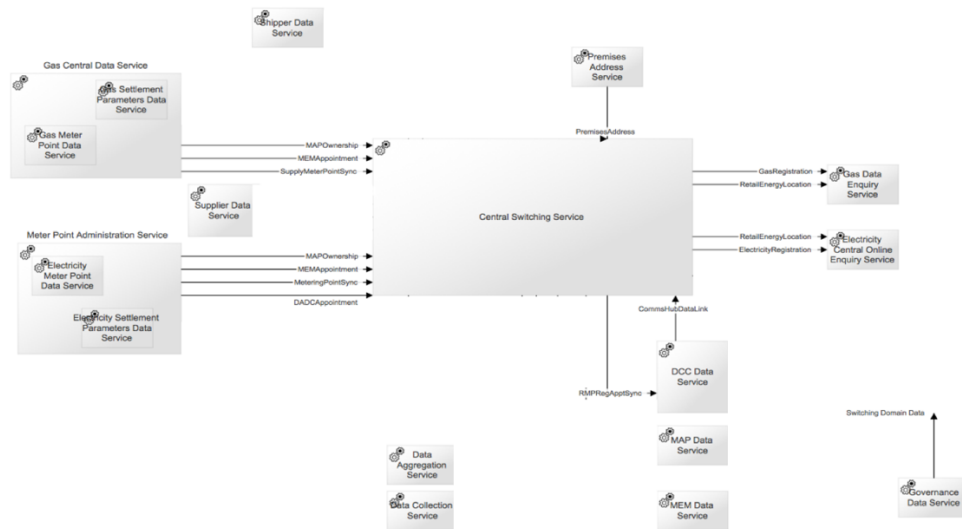 Shipper Data
Service
Gas Central Data Service
Gas Settlement
Parameters Data
Service
Gas Meter
Point Data
Service
Premises
Address
Service
PremisesAddress
MAPOwnership
MEMAppointment
SupplyMeterPointSync
Supplier Data
Service
Central Switching Service
GasRegistration
RetailEnergyLocation
Gas Data
Enquiry
Service
RetailEnergyLocation
ElectricityRegistration
Electricity
Central Online
Enquiry Service
Meter Point Administration Service
Electricity
Meter Point
Data Service
Electricity Settlement
Parameters Data
Service
MAPOwnership
MEMAppointment
MeteringPointSync
DADCAppointment
CommsHubDataLink
DCC Data
Service
RMPRegApptSync
MAP Data
Service
Switching Domain Data
Data
Aggregation
Service
Data Collection
Service
MEM Data
Service
Governance
Data Service